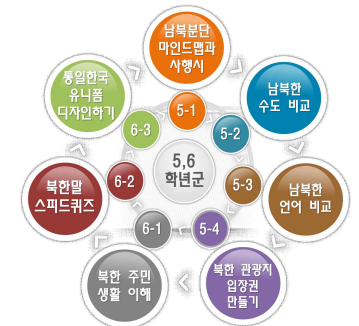 남북분단
마인드맵과
사행시
5-1
남북한
수도 비교
5-2
남북한
언어 비교
5-3
북한 관광지
입장권
만들기
5-4
북한 주민
생활 이해
6-1
북한말
스피드퀴즈
6-2
통일한국
유니폼
디자인하기
6-3
5,6
학년군